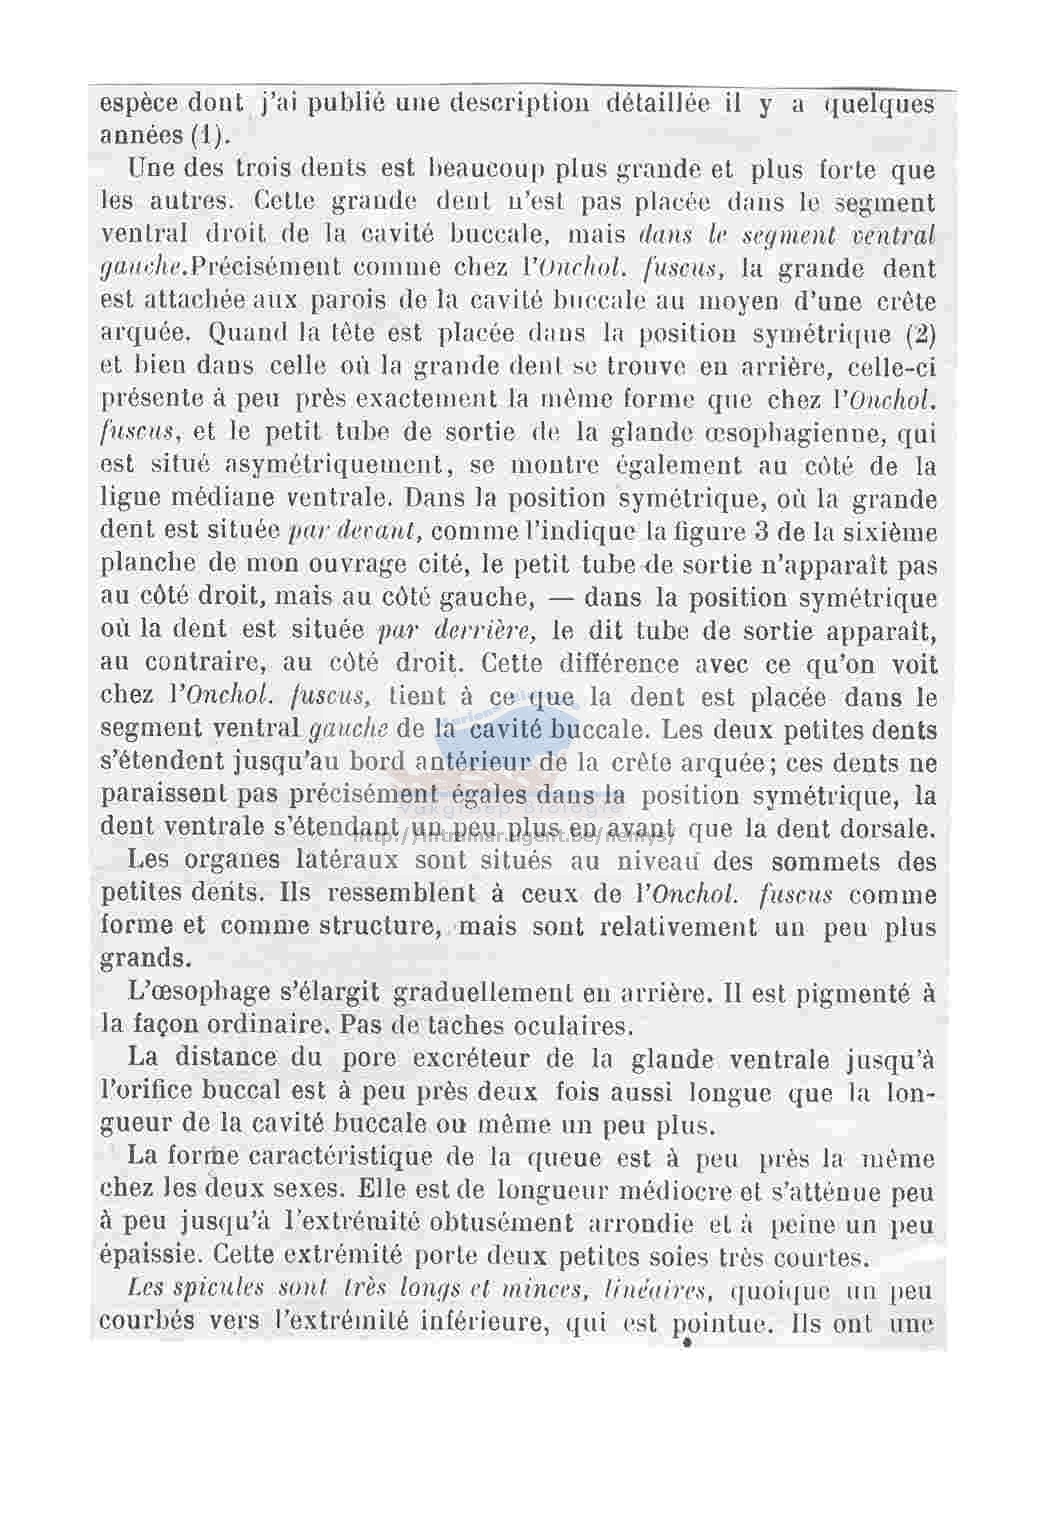 espèce dont j'ai publié une description détaillée il y a quelques
années (1).
Une des trois dents est beaucoup plus grande et plus forte que
les autres. Cette grande dent n'est pas placée dans le segment
ventral droit de la cavité buccale, mais dans le segment ventral
gauche.Précisément comme chez l'Onchol. fuscus, la grande dent
est attachée aux parois de la cavité buccale au moyen d'une crête
arquée. Quand la tête est placée dans la position symétrique (2)
et bien dans celle où la grande dent se trouve en arrière, celle-ci
présente à peu près exactement la même forme que chez l'Onchol.
fuscus, et le petit tube de sortie de la glande œsophagienne, qui
est situé asymétriquement, se montre également au côté de la
ligne médiane ventrale. Dans la position symétrique, où la grande
dent est située par devant, comme l'indique la figure 3 de la sixième
planche de mon ouvrage cité, le petit tube de sortie n'apparaît pas
au côté droit, mais au côté gauche, — dans la position symétrique
où la dent est située par derrière, le dit tube de sortie apparaît,
au contraire, au côté droit. Cette différence avec ce qu'on voit
chez l'Onchol. fuscus, tient à ce que la dent est placée dans le
segment ventral gauche de la cavité buccale. Les deux petites dents
s'étendent jusqu'au bord antérieur de la crête arquée; ces dents ne
paraissent pas précisément égales dans la position symétrique, la
Vakgroep Biologie
dent ventrale s'étendant un peu plus en avant que la dent dorsale.
Les organes latéraux sont situés au niveau des sommets des
petites dents. Ils ressemblent à ceux de l'Onchol. fuscus comme
forme et comme structure, mais sont relativement un peu plus
grands.
L'œsophage s'élargit graduellement en arrière. Il est pigmenté à
la façon ordinaire. Pas de taches oculaires.
La distance du pore excréteur de la glande ventrale jusqu'à
l'orifice buccal est à peu près deux fois aussi longue que la lon-
gueur de la cavité buccale ou même un peu plus.
La forme caractéristique de la queue est à peu près la même
chez les deux sexes. Elle est de longueur médiocre et s'atténue peu
à peu jusqu'à l'extrémité obtusément arrondie et à peine un peu
épaissie. Cette extrémité porte deux petites soies très courtes.
Les spicules sont très longs et minces, linéaires, quoique un peu
courbés vers l'extrémité inférieure, qui est pointue. Ils ont une